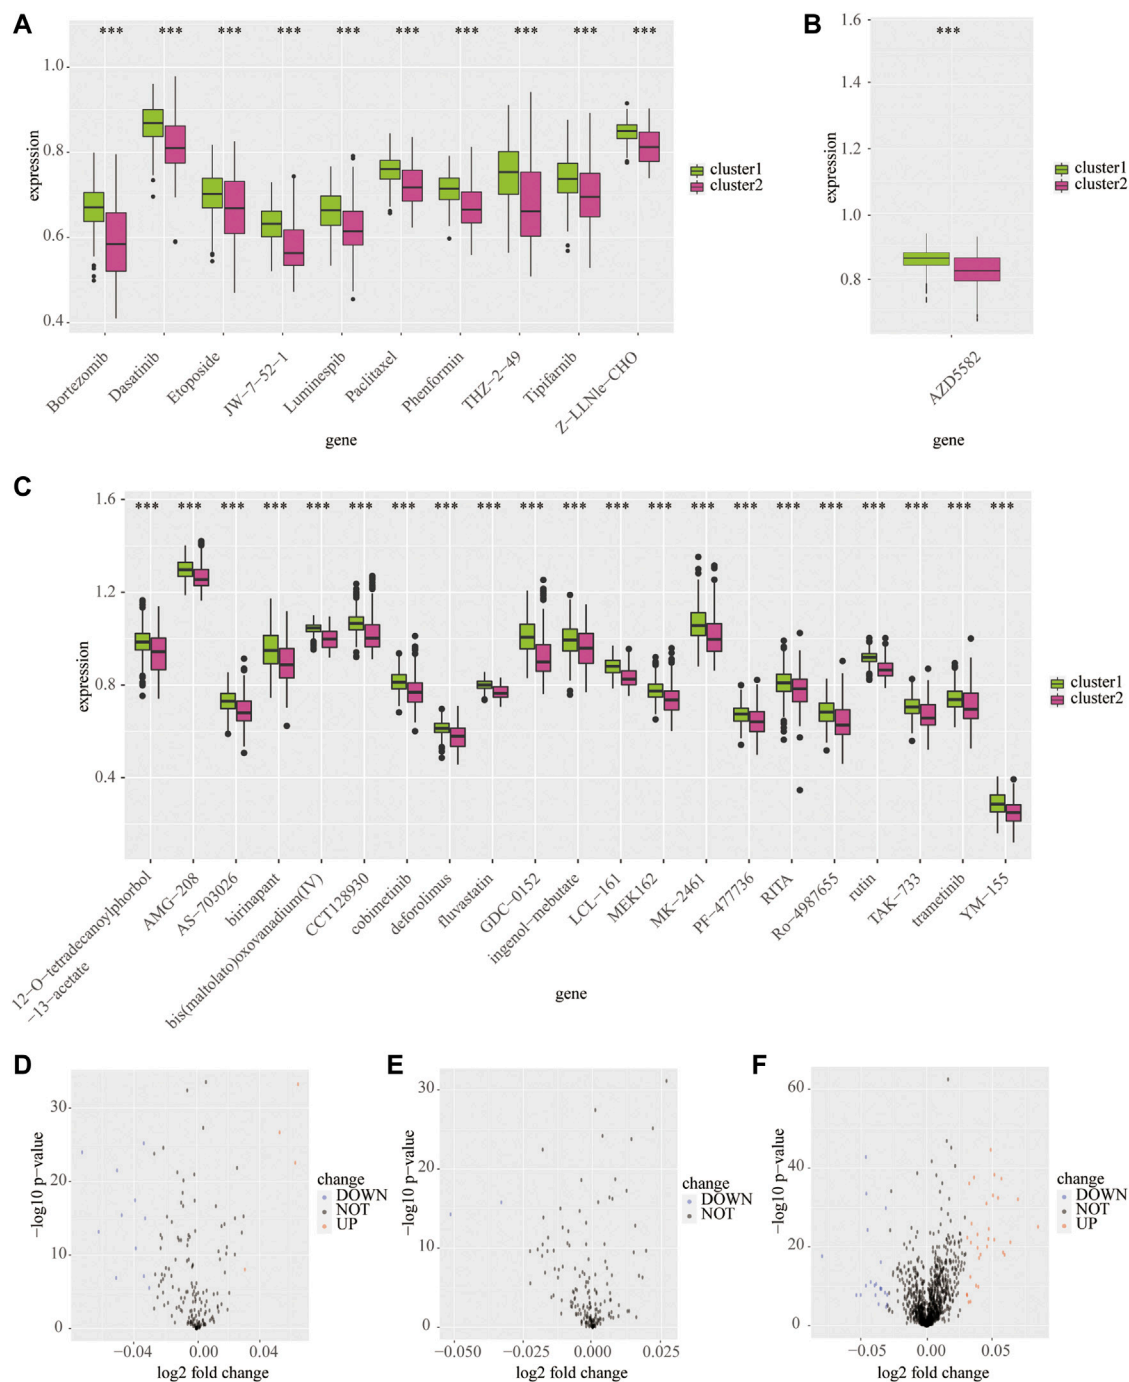 A
*** *** *** *** *** *** *** *** *** ***
1.0
0.8
0.6
0.4
expression
Bortezomib
Dasatinib
Etoposide
JW-7-52-1
Luminespib
Paclitaxel
Phenformin
THZ-2-49
Tipifarnib
Z-LLNle-CHO
gene
cluster1
cluster2
B
***
1.6
1.4
1.2
1.0
0.8
expression
AZD5582
gene
cluster1
cluster2
C
*** *** *** *** *** *** *** *** *** *** *** *** *** *** *** *** *** *** *** *** ***
1.6
1.2
0.8
0.4
expression
12-O-tetradecanoylphorbol
-13-acetate
AMG-208
AS-703026
birinapant
bis(maltolato)oxovanadium(IV)
CCT128930
cobimetinib
deforolimus
fluvastatin
GDC-0152
ingenol-mebutate
LCL-161
MEK162
MK-2461
PF-477736
RITA
Ro-4987655
rutin
TAK-733
trametinib
YM-155
gene
cluster1
cluster2
D
30
20
10
0
-log10 p-value
-0.04 0.00 0.04
log2 fold change
change
DOWN
NOT
UP
E
30
20
10
0
-log10 p-value
-0.050 -0.025 0.000 0.025
log2 fold change
change
DOWN
NOT
F
60
40
20
0
-log10 p-value
-0.05 0.00 0.05
log2 fold change
change
DOWN
NOT
UP